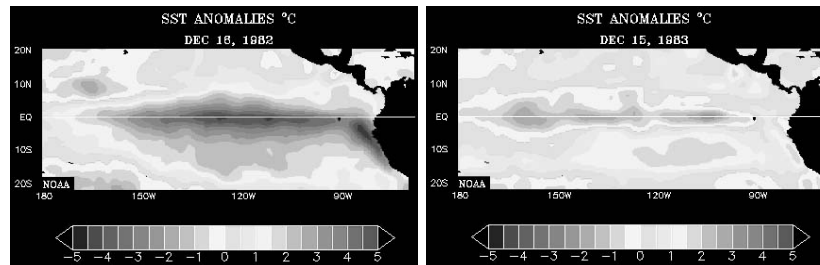 SST ANOMALIES °C
DEC 16, 1982
20N
10N
EQ
10S
20S
NOAA
180
150W
120W
90W
-5 -4 -3 -2 -1 0 1 2 3 4 5
SST ANOMALIES °C
DEC 15, 1983
20N
10N
EQ
10S
20S
NOAA
180
150W
120W
90W
-5 -4 -3 -2 -1 0 1 2 3 4 5